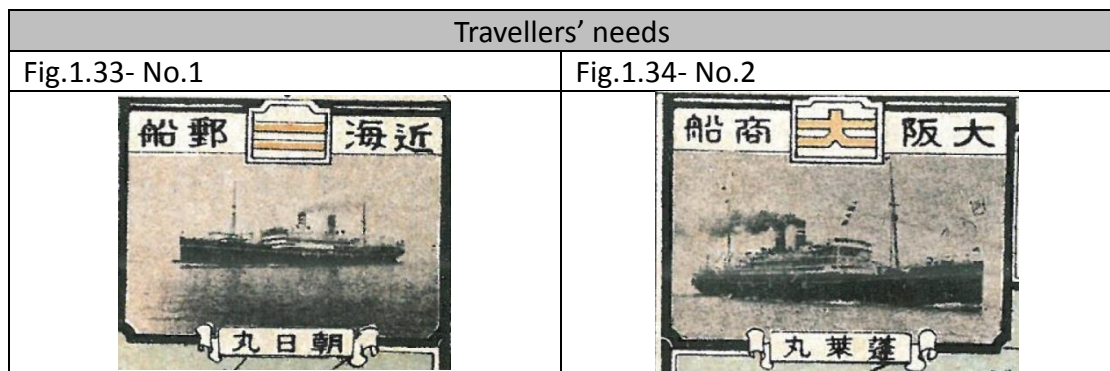 Travellers' needs
Fig.1.33- No.1
Fig.1.34- No.2
近海郵船
朝日丸
大阪商船
大
蓬莱丸